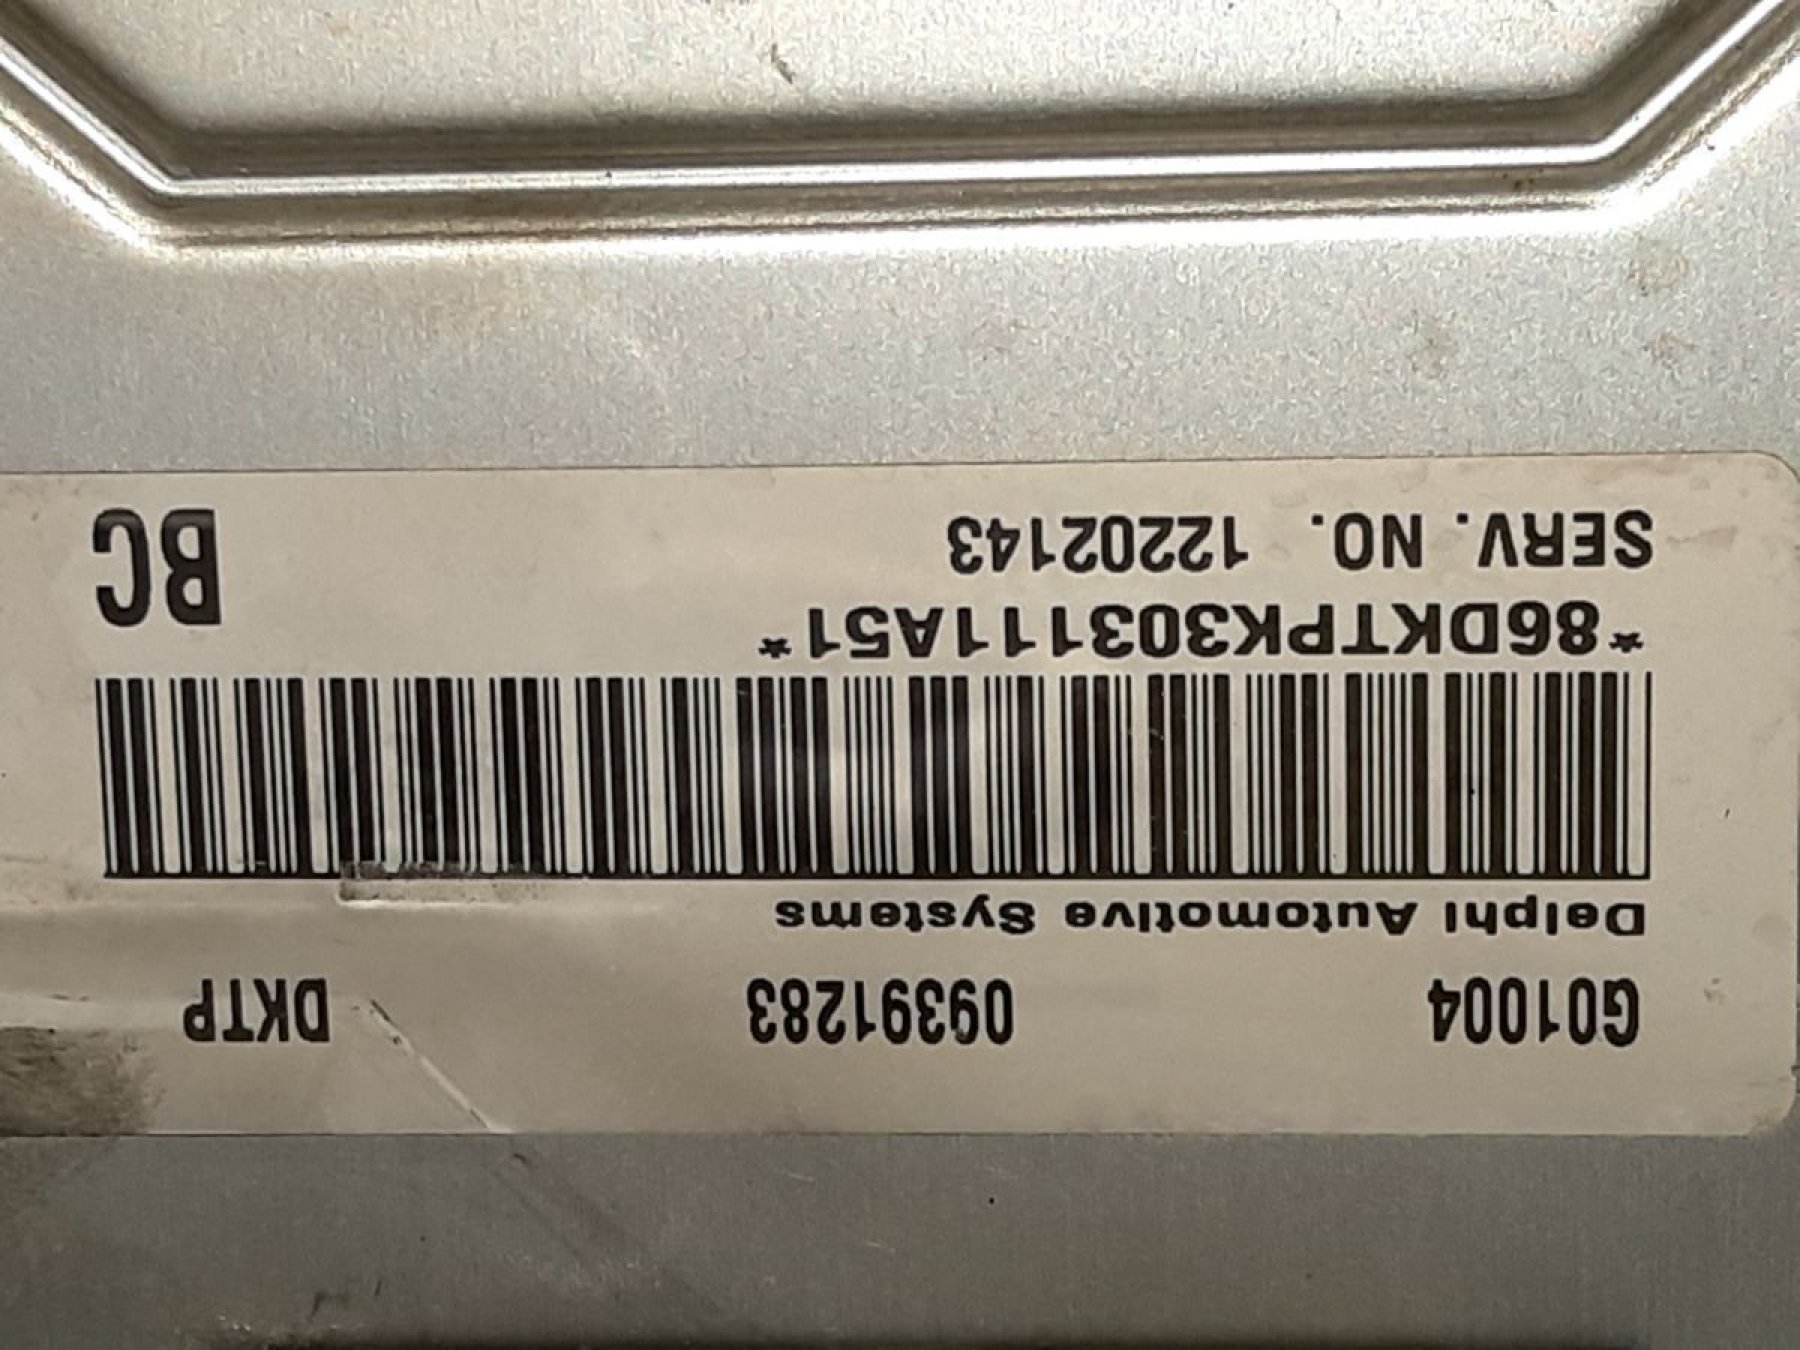 G01004 09391283 DKTP
Delphi Automotive Systems
*86DKTPK303111A51*
SERV. NO. 12202143 BC